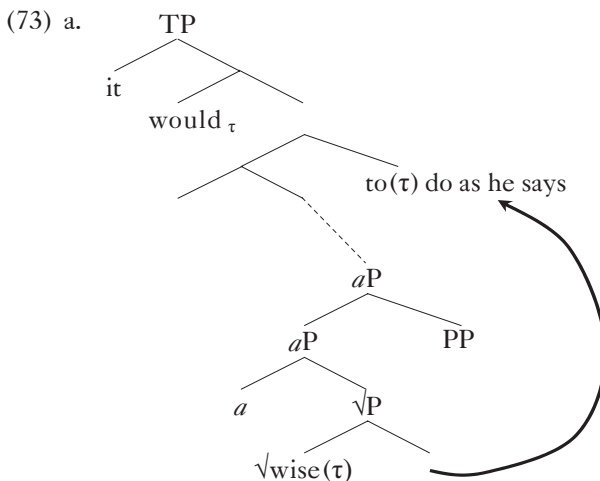 (73) a. TP
it
would τ
to(τ) do as he says
aP
aP PP
a √P
√wise(τ)